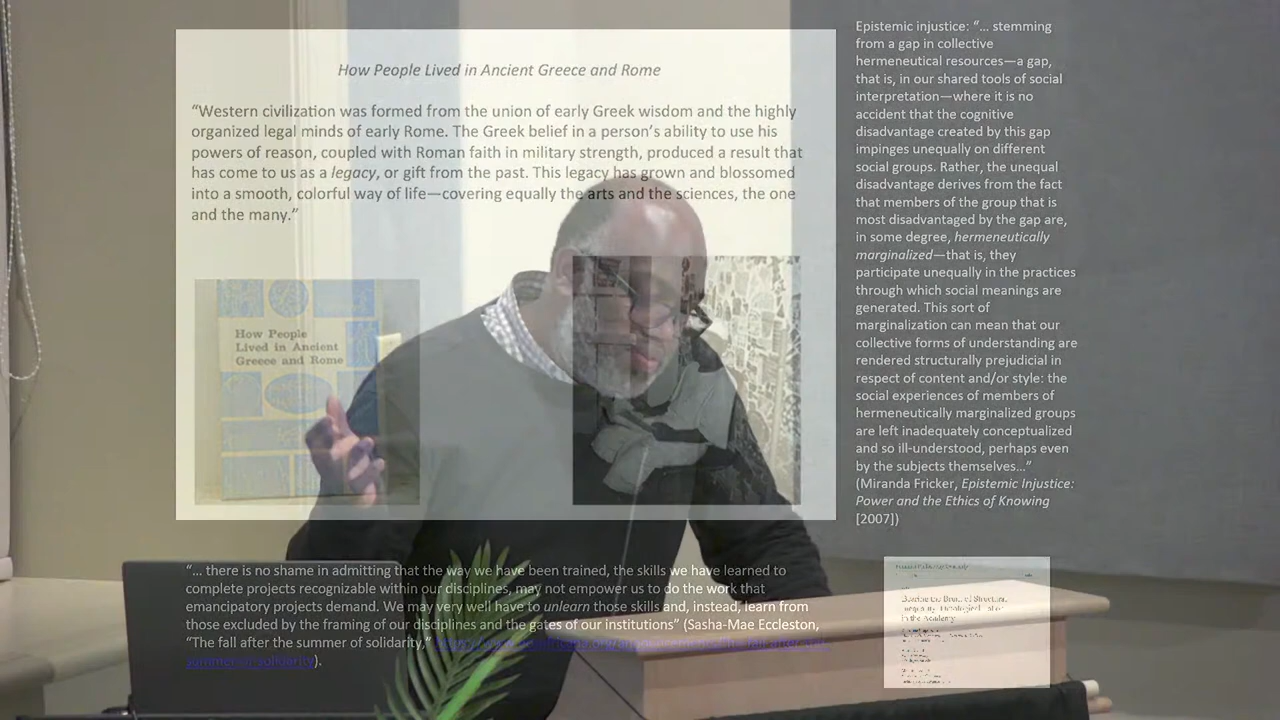 How People Lived in Ancient Greece and Rome
“Western civilization was formed from the union of early Greek wisdom and the highly
organized legal minds of early Rome. The Greek belief in a person’s ability to use his
powers of reason, coupled with Roman faith in military strength, produced a result that
has come to us as a legacy, or gift from the past. This legacy has grown and blossomed
into a smooth, colorful way of life—covering equally the arts and the sciences, the one
and the many.”
How People
Lived in Ancient
Greece and Rome
Epistemic injustice: “… stemming
from a gap in collective
hermeneutical resources—a gap,
that is, in our shared tools of social
interpretation—where it is no
accident that the cognitive
disadvantage created by this gap
impinges unequally on different
social groups. Rather, the unequal
disadvantage derives from the fact
that members of the group that is
most disadvantaged by the gap are,
in some degree, hermeneutically
marginalized—that is, they
participate unequally in the practices
through which social meanings are
generated. This sort of
marginalization can mean that our
collective forms of understanding are
rendered structurally prejudicial in
respect of content and/or style: the
social experiences of members of
hermeneutically marginalized groups
are left inadequately conceptualized
and so ill-understood, perhaps even
by the subjects themselves…”
(Miranda Fricker, Epistemic Injustice:
Power and the Ethics of Knowing
[2007])
“… there is no shame in admitting that the way we have been trained, the skills we have learned to
complete projects recognizable within our disciplines, may not empower us to do the work that
emancipatory projects demand. We may very well have to unlearn those skills and, instead, learn from
those excluded by the framing of our disciplines and the gates of our institutions” (Sasha-Mae Eccleston,
“The fall after the summer of solidarity,”
summer-of-solidarity).
in the Academy